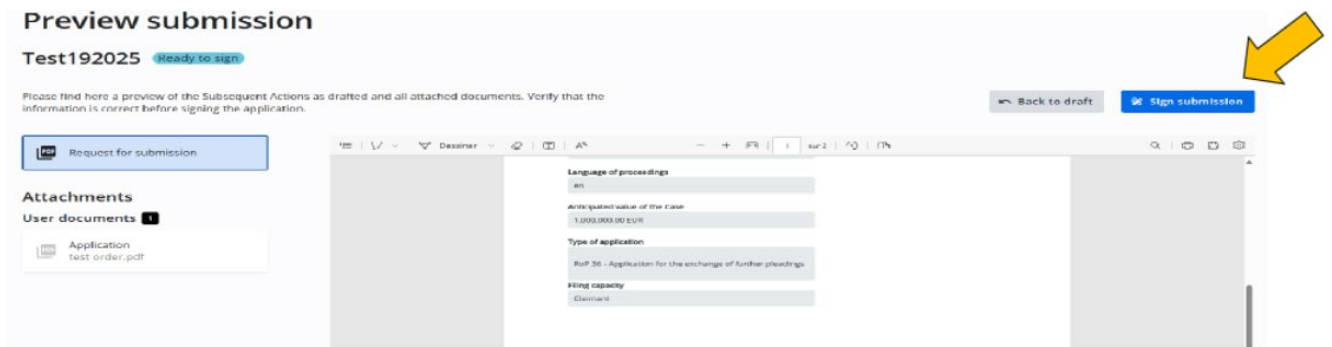 Preview submission
Test192025 Ready to sign
Please find here a preview of the Subsequent Actions as drafted and all attached documents. Verify that the
information is correct before signing the application.
Back to draft
Sign submission
PDF Request for submission
Attachments
User documents 1
PDF Application
test order.pdf
Dessiner
1 sur 2
Language of proceedings
en
Anticipated value of the Case
1.000.000.00 EUR
Type of application
RoP 36 - Application for the exchange of further pleadings
Filing capacity
Claimant